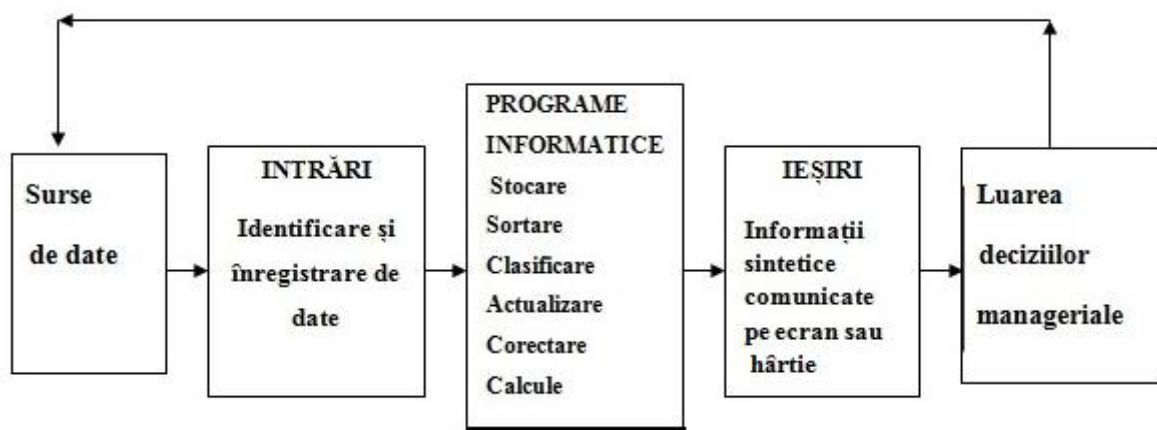 Surse
de date
INTRĂRI
Identificare și
înregistrare de
date
PROGRAME
INFORMATICE
Stocare
Sortare
Clasificare
Actualizare
Corectare
Calcule
IEȘIRI
Informații
sintetice
comunicate
pe ecran sau
hârtie
Luarea
deciziilor
manageriale